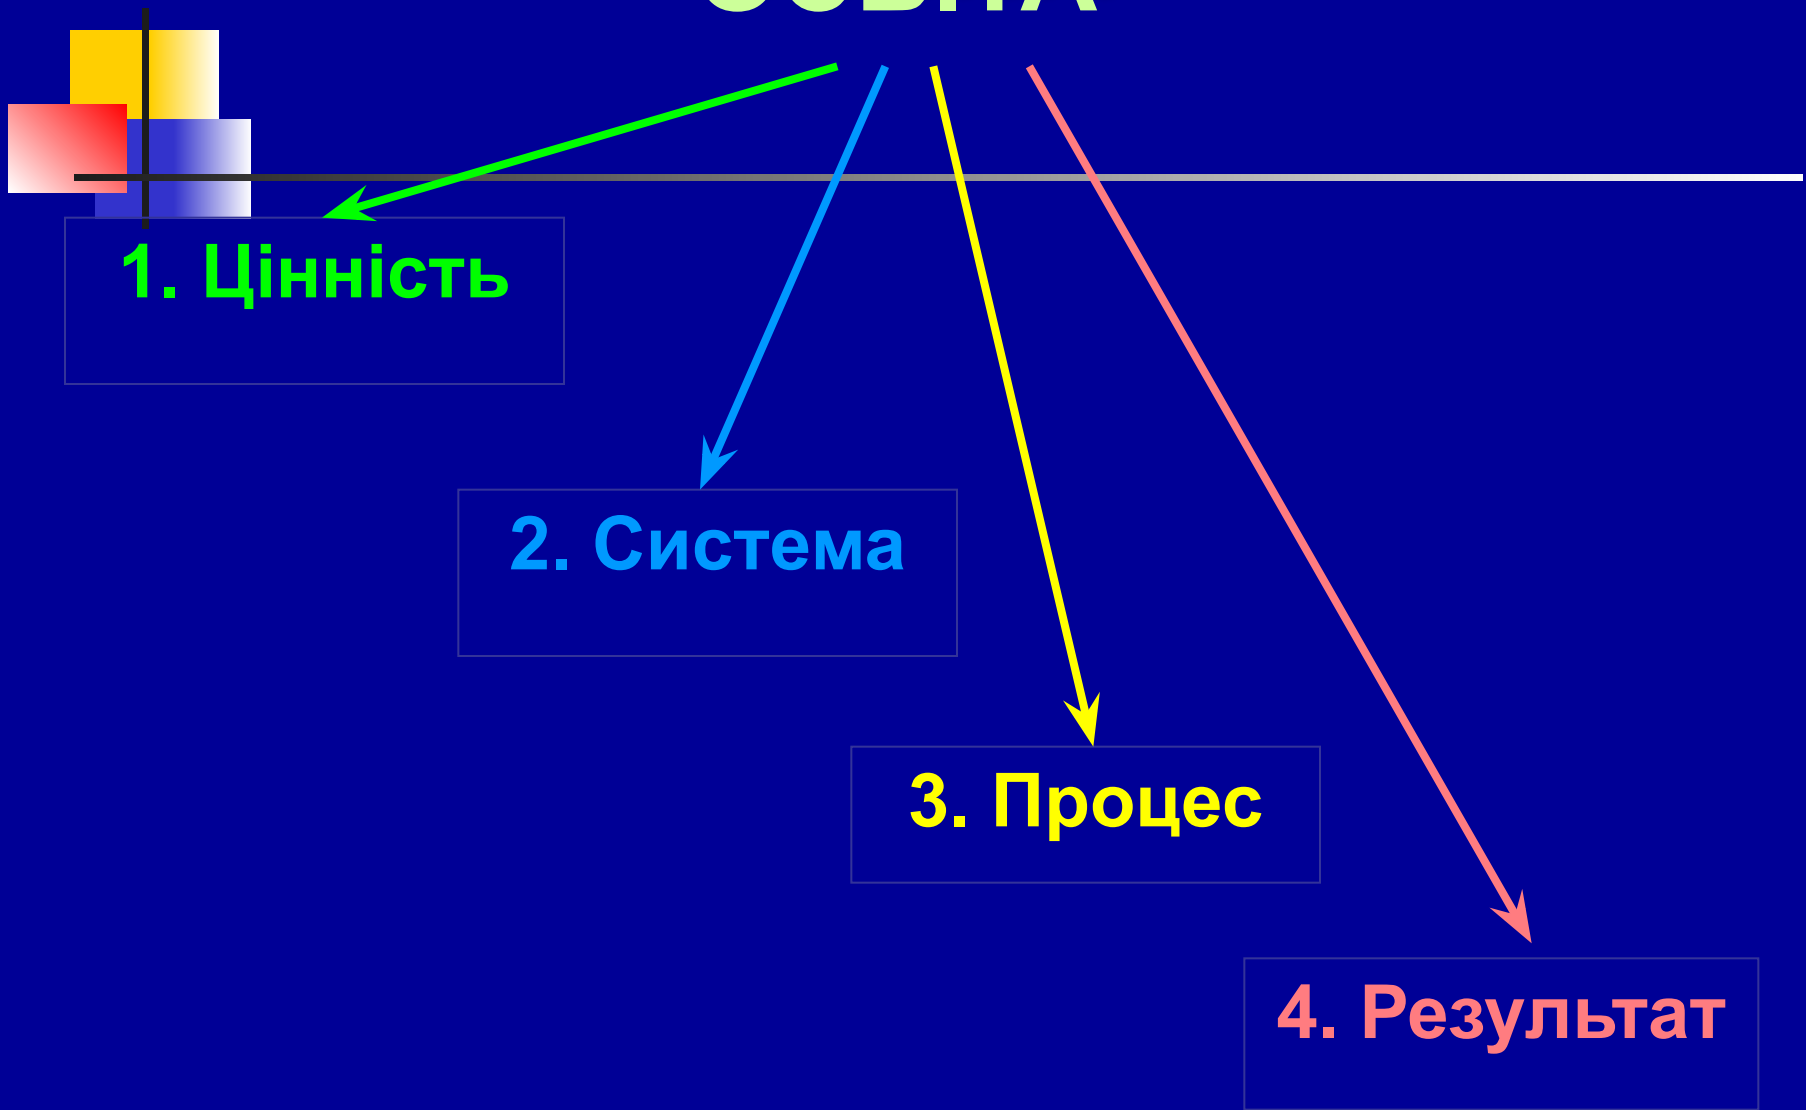 1. Цінність
2. Система
3. Процес
4. Результат